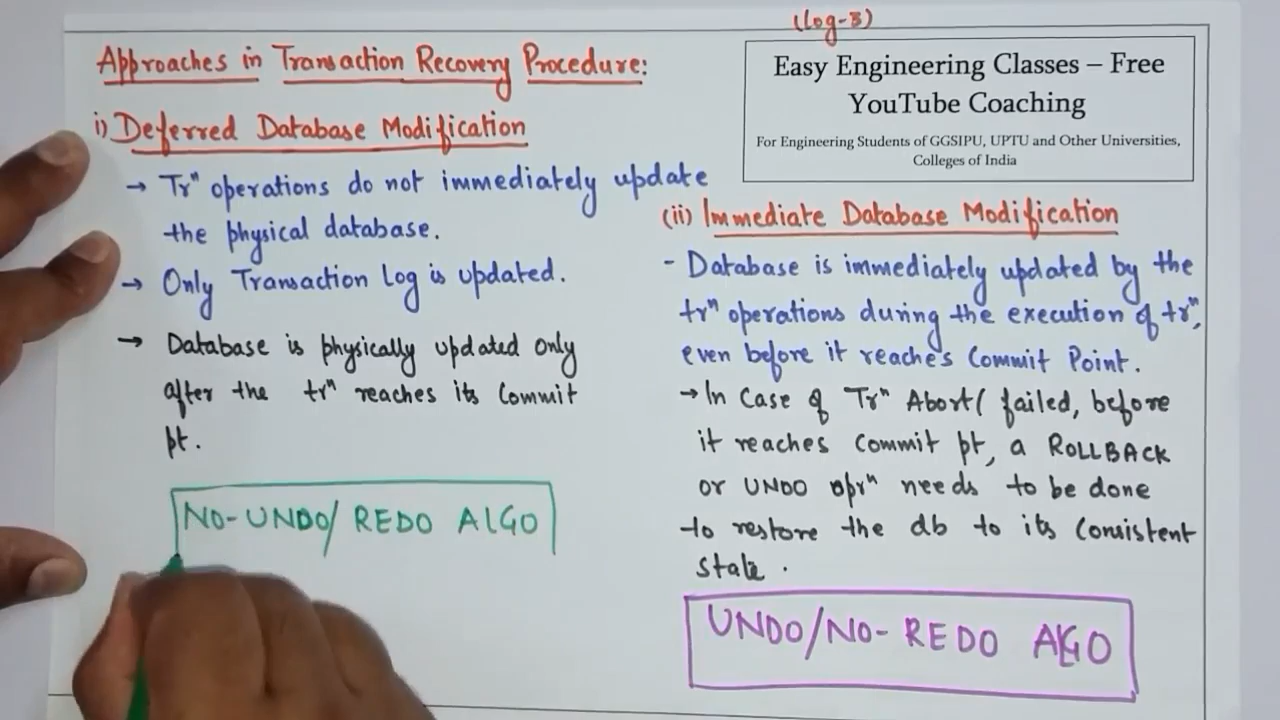 (Log-3)
Approaches in Transaction Recovery Procedure:
Easy Engineering Classes – Free
YouTube Coaching
For Engineering Students of GGSIPU, UPTU and Other Universities,
Colleges of India
i) Deferred Database Modification
→ Trⁿ operations do not immediately update
the physical database.
→ Only Transaction Log is updated.
→ Database is physically updated only
after the trⁿ reaches its Commit
pt.
NO-UNDO/ REDO ALGO
(ii) Immediate Database Modification
- Database is immediately updated by the
trⁿ operations during the execution of trⁿ,
even before it reaches Commit Point.
→ In Case of Trⁿ Abort/ failed, before
it reaches commit pt, a ROLLBACK
or UNDO oprⁿ needs to be done
to restore the db to its Consistent
state.
UNDO/NO-REDO ALGO